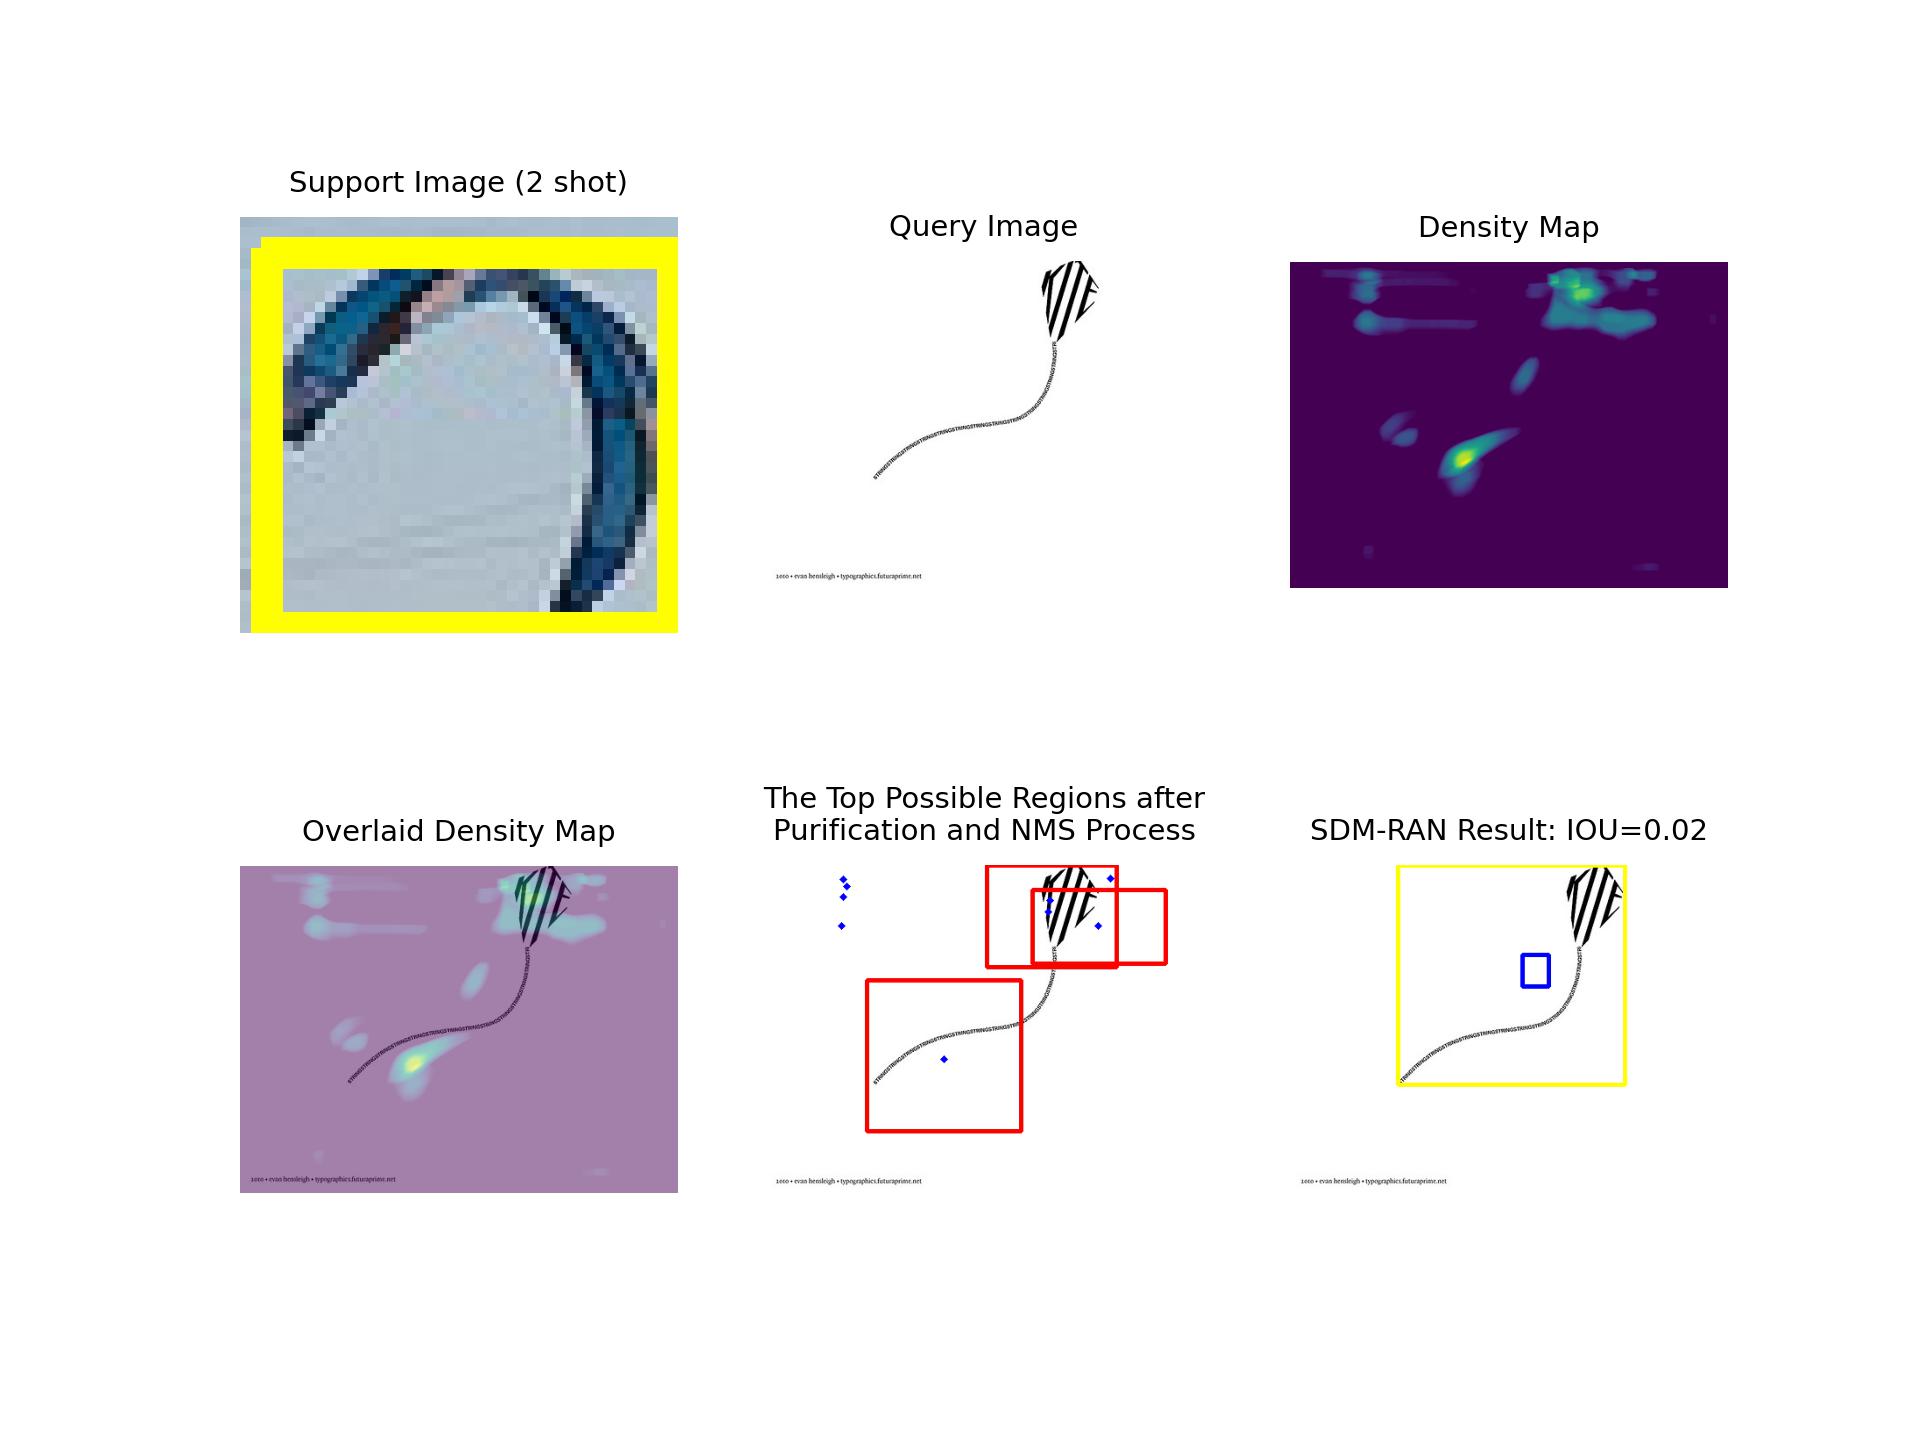 Support Image (2 shot)
Query Image
Density Map
STRINGSTRINGSTRINGSTRINGSTRINGSTRINGSTRINGSTRINGSTRINGSTRI
2010 • evan hensleigh • typographics.futuraprime.net
Overlaid Density Map
The Top Possible Regions after
Purification and NMS Process
SDM-RAN Result: IOU=0.02
2010 • evan hensleigh • typographics.futuraprime.net
2010 • evan hensleigh • typographics.futuraprime.net
2010 • evan hensleigh • typographics.futuraprime.net